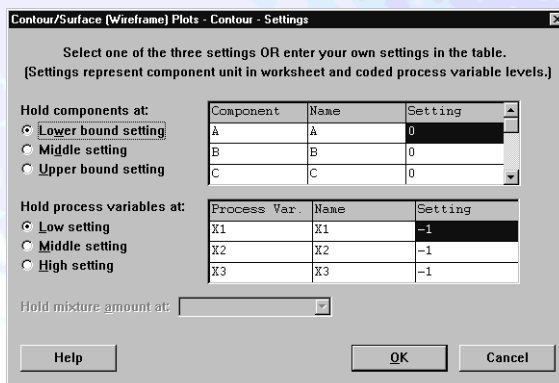 Contour/Surface (Wireframe) Plots - Contour - Settings
Select one of the three settings OR enter your own settings in the table.
(Settings represent component unit in worksheet and coded process variable levels.)
Hold components at:
Lower bound setting
Middle setting
Upper bound setting
Component Name Setting
A A 0
B B 0
C C 0
Hold process variables at:
Low setting
Middle setting
High setting
Process Var. Name Setting
X1 X1 -1
X2 X2 -1
X3 X3 -1
Hold mixture amount at:
Help OK Cancel